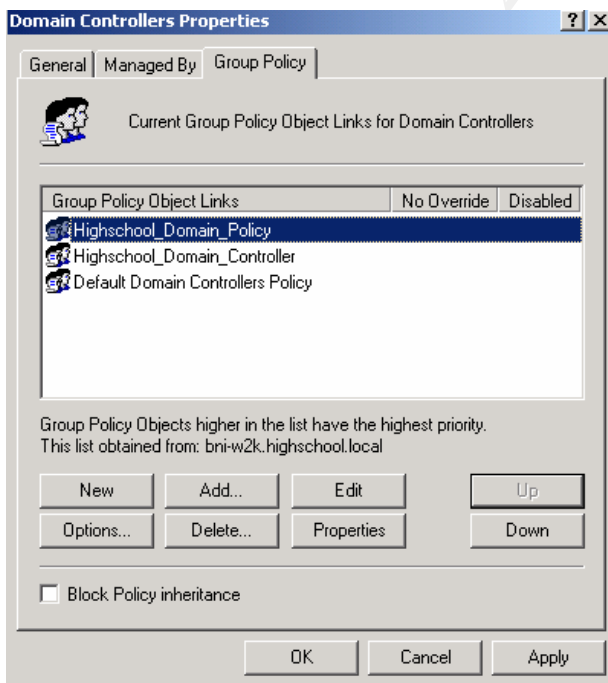 Domain Controllers Properties ? X
General Managed By Group Policy
Current Group Policy Object Links for Domain Controllers
Group Policy Object Links No Override Disabled
Highschool_Domain_Policy
Highschool_Domain_Controller
Default Domain Controllers Policy
Group Policy Objects higher in the list have the highest priority.
This list obtained from: bni-w2k.highschool.local
New Add... Edit Up
Options... Delete... Properties Down
Block Policy inheritance
OK Cancel Apply